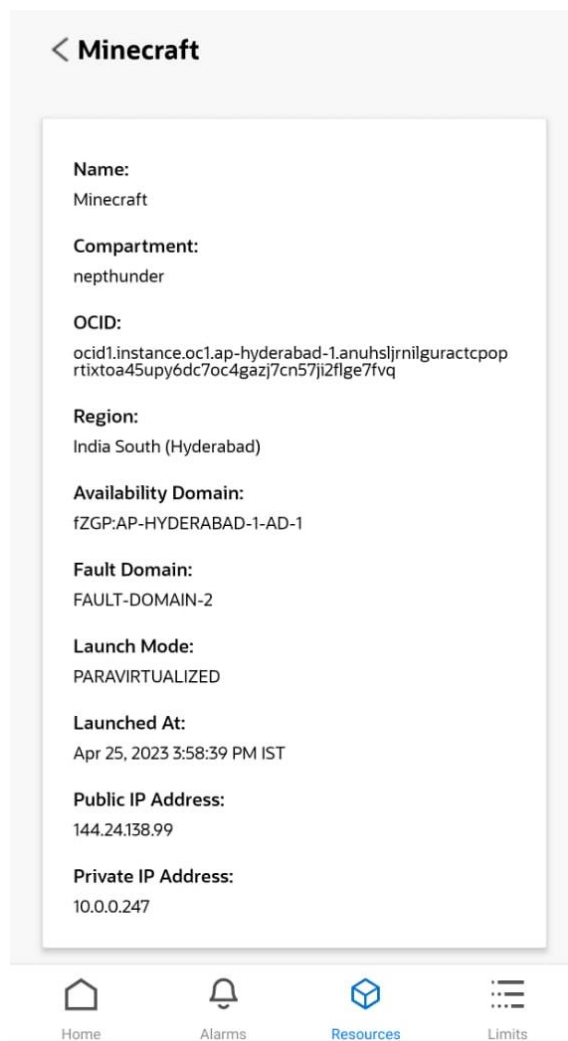 Minecraft
Name:
Minecraft
Compartment:
nepthunder
OCID:
ocid1.instance.oc1.ap-hyderabad-1.anuhsljrnilguractcpop
rtixtoa45upy6dc7oc4gazj7cn57ji2flge7fvq
Region:
India South (Hyderabad)
Availability Domain:
fZGP:AP-HYDERABAD-1-AD-1
Fault Domain:
FAULT-DOMAIN-2
Launch Mode:
PARAVIRTUALIZED
Launched At:
Apr 25, 2023 3:58:39 PM IST
Public IP Address:
144.24.138.99
Private IP Address:
10.0.0.247
Home Alarms Resources Limits